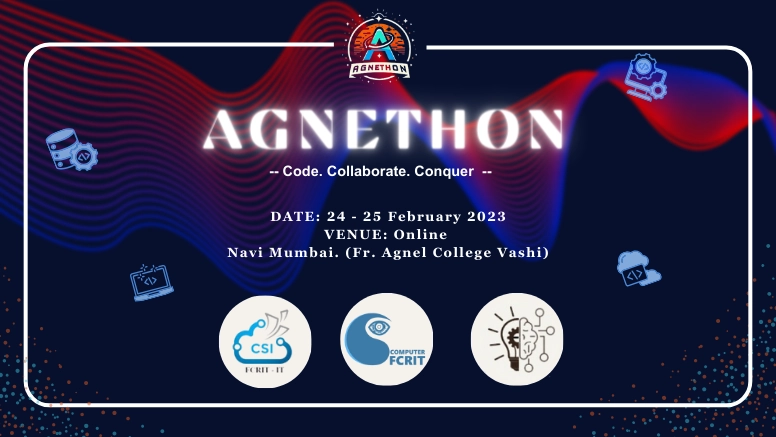 AGNETHON
AGNETHON
-- Code. Collaborate. Conquer --
DATE: 24 - 25 February 2023
VENUE: Online
Navi Mumbai. (Fr. Agnel College Vashi)
CSI
FCRIT - IT
COMPUTER
FCRIT